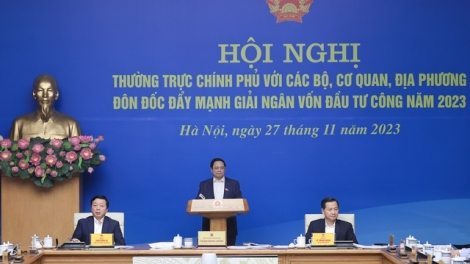 HỘI NGHỊ
THƯỜNG TRỰC CHÍNH PHỦ VỚI CÁC BỘ, CƠ QUAN, ĐỊA PHƯƠNG
ĐÔN ĐỐC ĐẨY MẠNH GIẢI NGÂN VỐN ĐẦU TƯ CÔNG NĂM 2023
Hà Nội, ngày 27 tháng 11 năm 2023